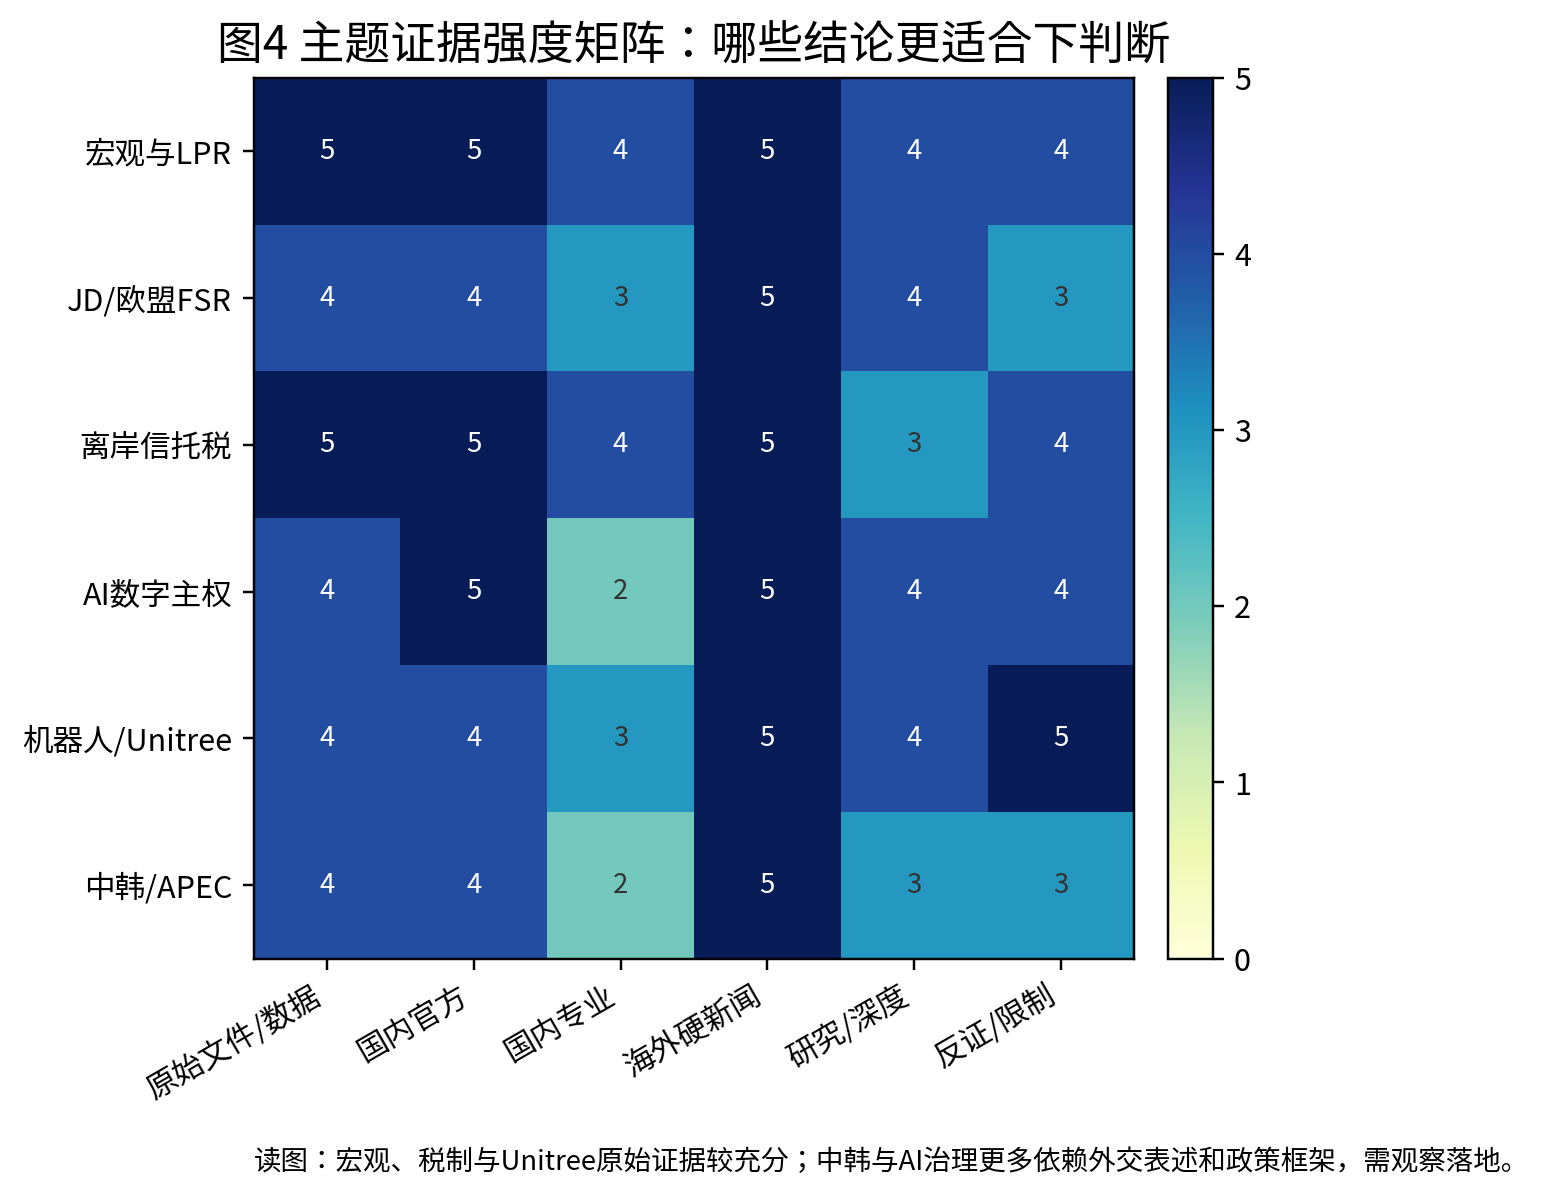 图4 主题证据强度矩阵：哪些结论更适合下判断
宏观与LPR 5 5 4 5 4 4
JD/欧盟FSR 4 4 3 5 4 3
离岸信托税 5 5 4 5 3 4
AI数字主权 4 5 2 5 4 4
机器人/Unitree 4 4 3 5 4 5
中韩/APEC 4 4 2 5 3 3
原始文件/数据 国内官方 国内专业 海外硬新闻 研究/深度 反证/限制
5
4
3
2
1
0
读图：宏观、税制与Unitree原始证据较充分；中韩与AI治理更多依赖外交表述和政策框架，需观察落地。